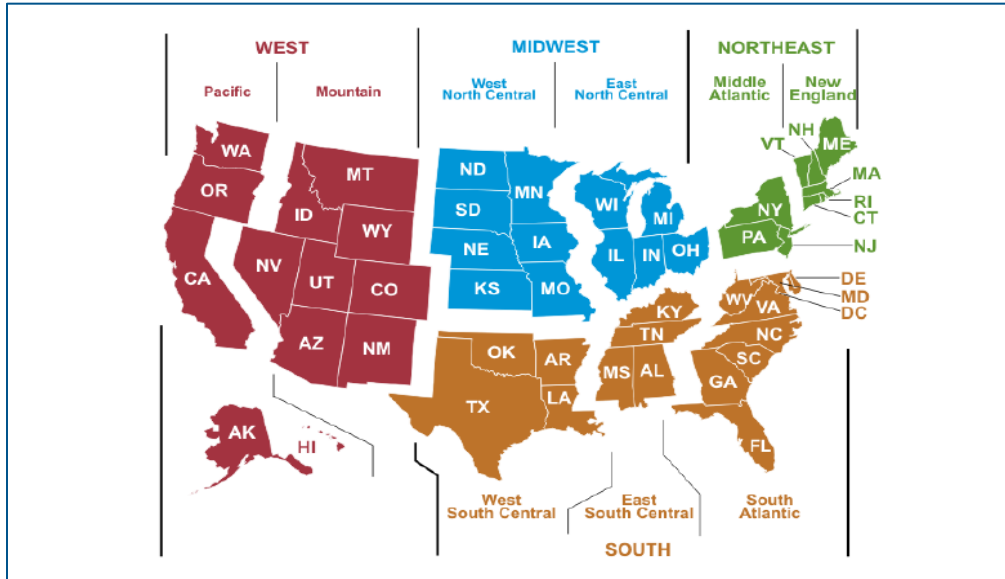 WEST
MIDWEST
NORTHEAST
Pacific
Mountain
West
North Central
East
North Central
Middle
Atlantic
New
England
WA
OR
CA
NV
ID
MT
WY
UT
CO
AZ
NM
AK
HI
ND
SD
NE
KS
MN
IA
MO
WI
IL
MI
IN
OH
NY
PA
VT
NH
ME
MA
RI
CT
NJ
DE
MD
DC
WV
VA
NC
SC
GA
FL
KY
TN
MS
AL
OK
AR
TX
LA
West
South Central
East
South Central
South
Atlantic
SOUTH